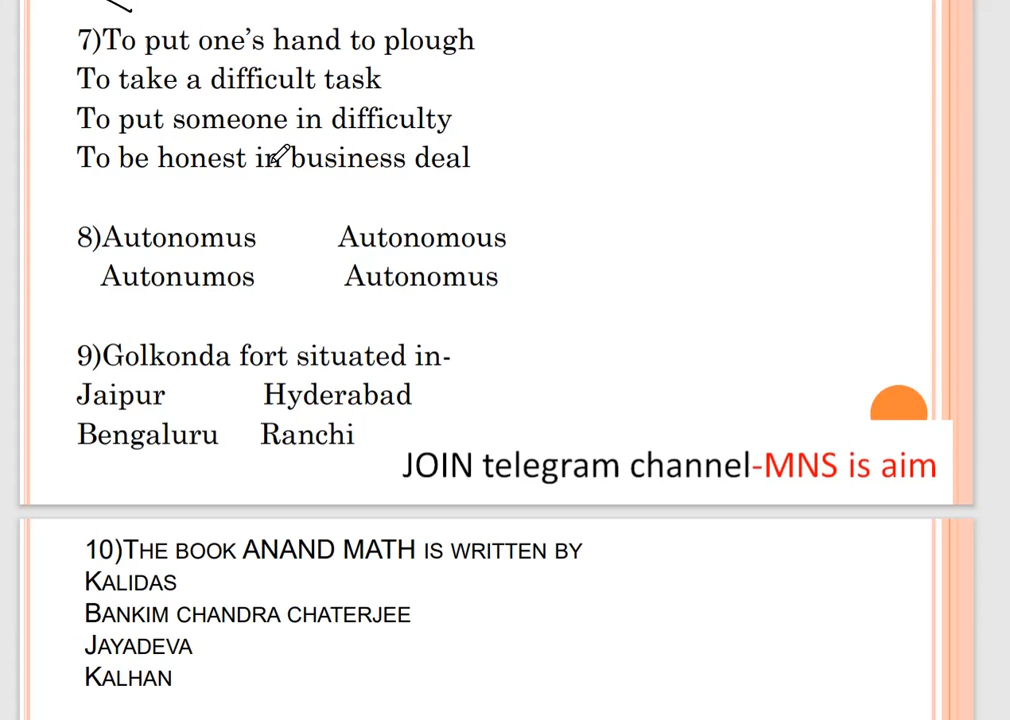 7)To put one's hand to plough
To take a difficult task
To put someone in difficulty
To be honest in business deal
8)Autonomus Autonomous
Autonumos Autonomus
9)Golkonda fort situated in-
Jaipur Hyderabad
Bengaluru Ranchi
JOIN telegram channel-MNS is aim
10)THE BOOK ANAND MATH IS WRITTEN BY
KALIDAS
BANKIM CHANDRA CHATERJEE
JAYADEVA
KALHAN